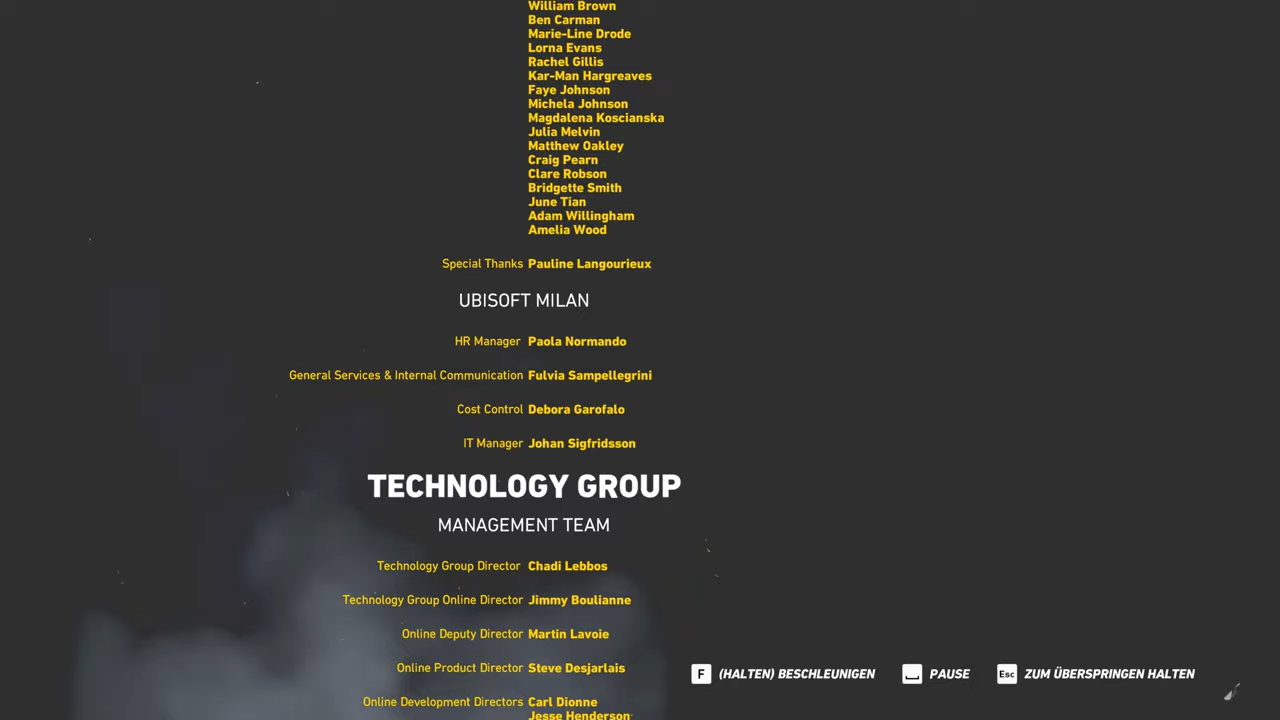 William Brown
Ben Carman
Marie-Line Drode
Lorna Evans
Rachel Gillis
Kar-Man Hargreaves
Faye Johnson
Michela Johnson
Magdalena Koscianska
Julia Melvin
Matthew Oakley
Craig Pearn
Clare Robson
Bridgette Smith
June Tian
Adam Willingham
Amelia Wood
Special Thanks Pauline Langourieux
UBISOFT MILAN
HR Manager Paola Normando
General Services & Internal Communication Fulvia Sampellegrini
Cost Control Debora Garofalo
IT Manager Johan Sigfridsson
TECHNOLOGY GROUP
MANAGEMENT TEAM
Technology Group Director Chadi Lebbos
Technology Group Online Director Jimmy Boulianne
Online Deputy Director Martin Lavoie
Online Product Director Steve Desjarlais
Online Development Directors Carl Dionne
Jesse Henderson
F (HALTEN) BESCHLEUNIGEN PAUSE Esc ZUM ÜBERSPRINGEN HALTEN